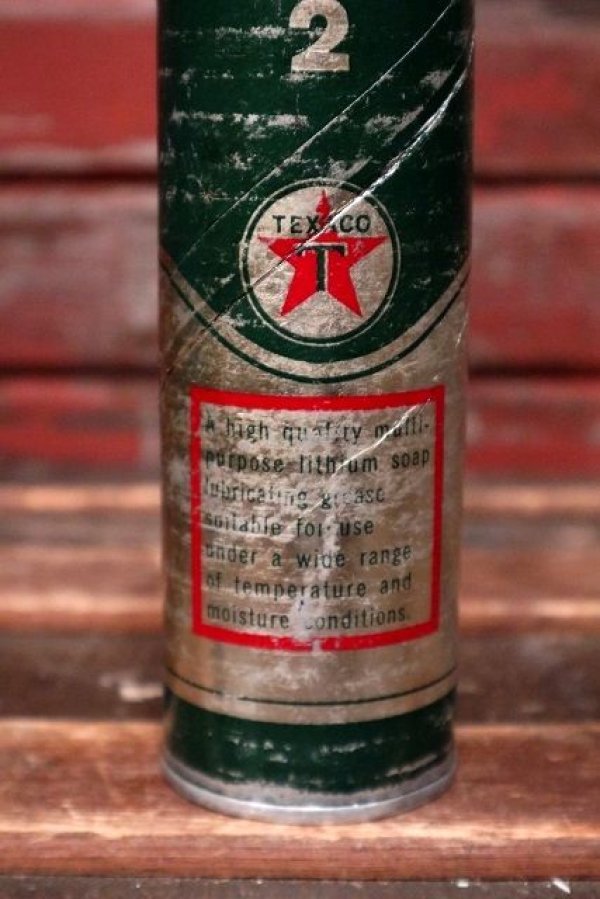 2
TEXACO
T
A high quality multi-
purpose lithium soap
lubricating grease
suitable for use
under a wide range
of temperature and
moisture conditions.